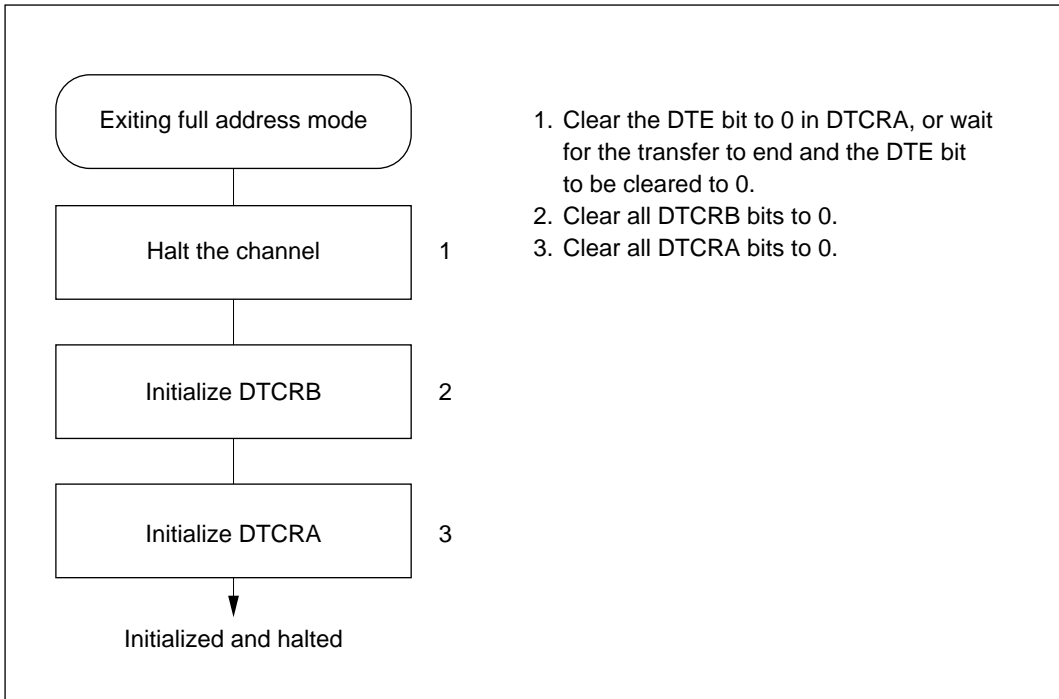 Exiting full address mode
Halt the channel
1
Initialize DTCRB
2
Initialize DTCRA
3
Initialized and halted
1. Clear the DTE bit to 0 in DTCRA, or wait
for the transfer to end and the DTE bit
to be cleared to 0.
2. Clear all DTCRB bits to 0.
3. Clear all DTCRA bits to 0.